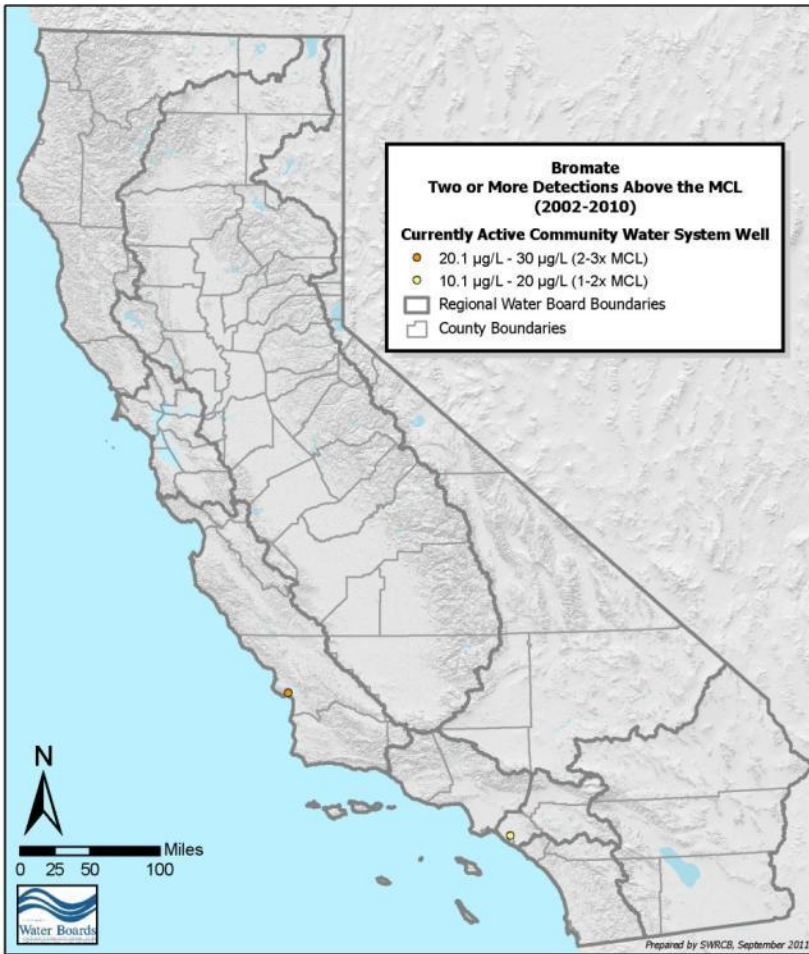 Bromate
Two or More Detections Above the MCL
(2002-2010)
Currently Active Community Water System Well
20.1 µg/L - 30 µg/L (2-3x MCL)
10.1 µg/L - 20 µg/L (1-2x MCL)
Regional Water Board Boundaries
County Boundaries
N
Miles
0 25 50 100
Water Boards
Prepared by SWRCB, September 2011